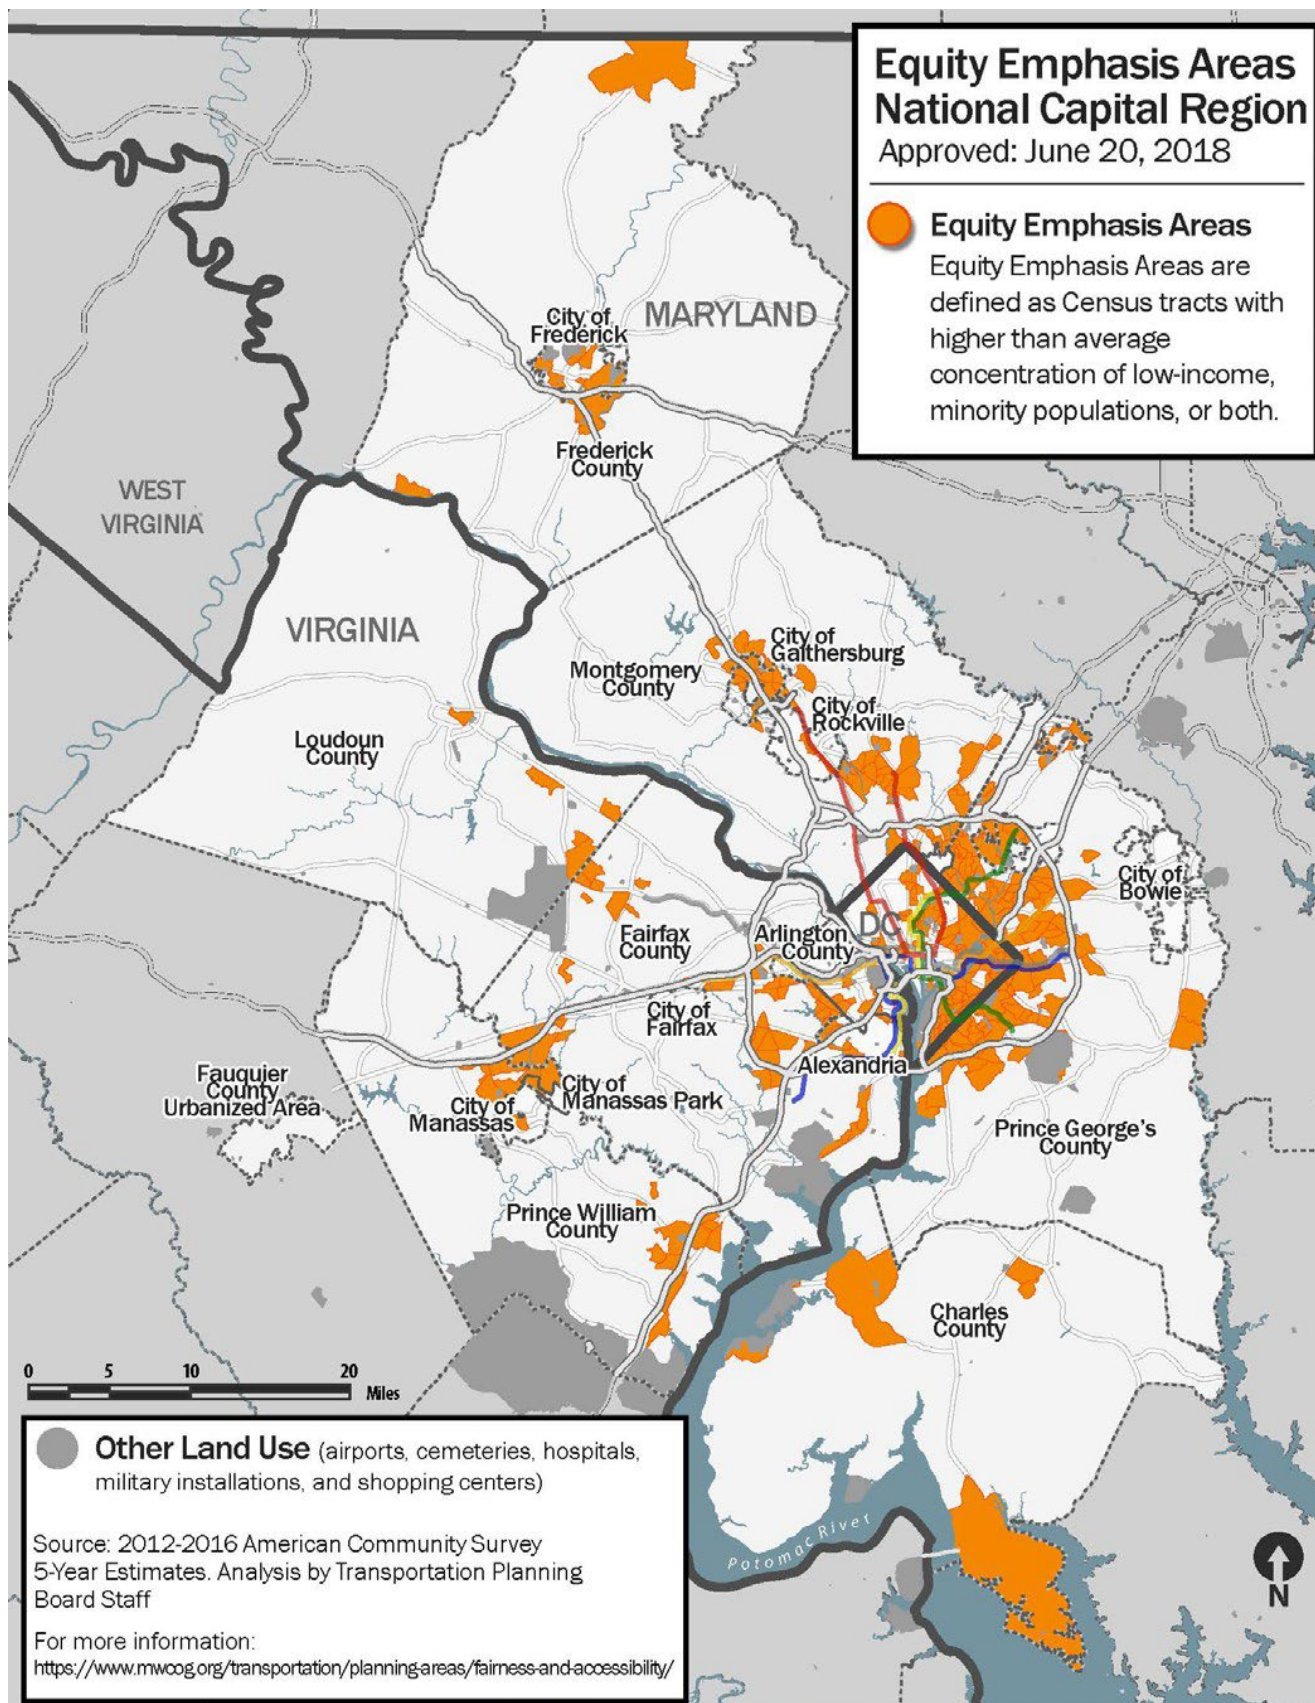 Equity Emphasis Areas
National Capital Region
Approved: June 20, 2018
Equity Emphasis Areas
Equity Emphasis Areas are
defined as Census tracts with
higher than average
concentration of low-income,
minority populations, or both.
MARYLAND
City of
Frederick
Frederick
County
WEST
VIRGINIA
VIRGINIA
City of
Gaithersburg
Montgomery
County
City of
Rockville
Loudoun
County
City of
Bowie
DC
Fairfax
County
Arlington
County
City of
Fairfax
Alexandria
Fauquier
County
Urbanized Area
City of
Manassas Park
City of
Manassas
Prince George's
County
Prince William
County
Charles
County
0 5 10 20
Miles
Other Land Use (airports, cemeteries, hospitals,
military installations, and shopping centers)
Source: 2012-2016 American Community Survey
5-Year Estimates. Analysis by Transportation Planning
Board Staff
For more information:
https://www.mwcog.org/transportation/planning-areas/fairness-and-accessibility/
Potomac River
N